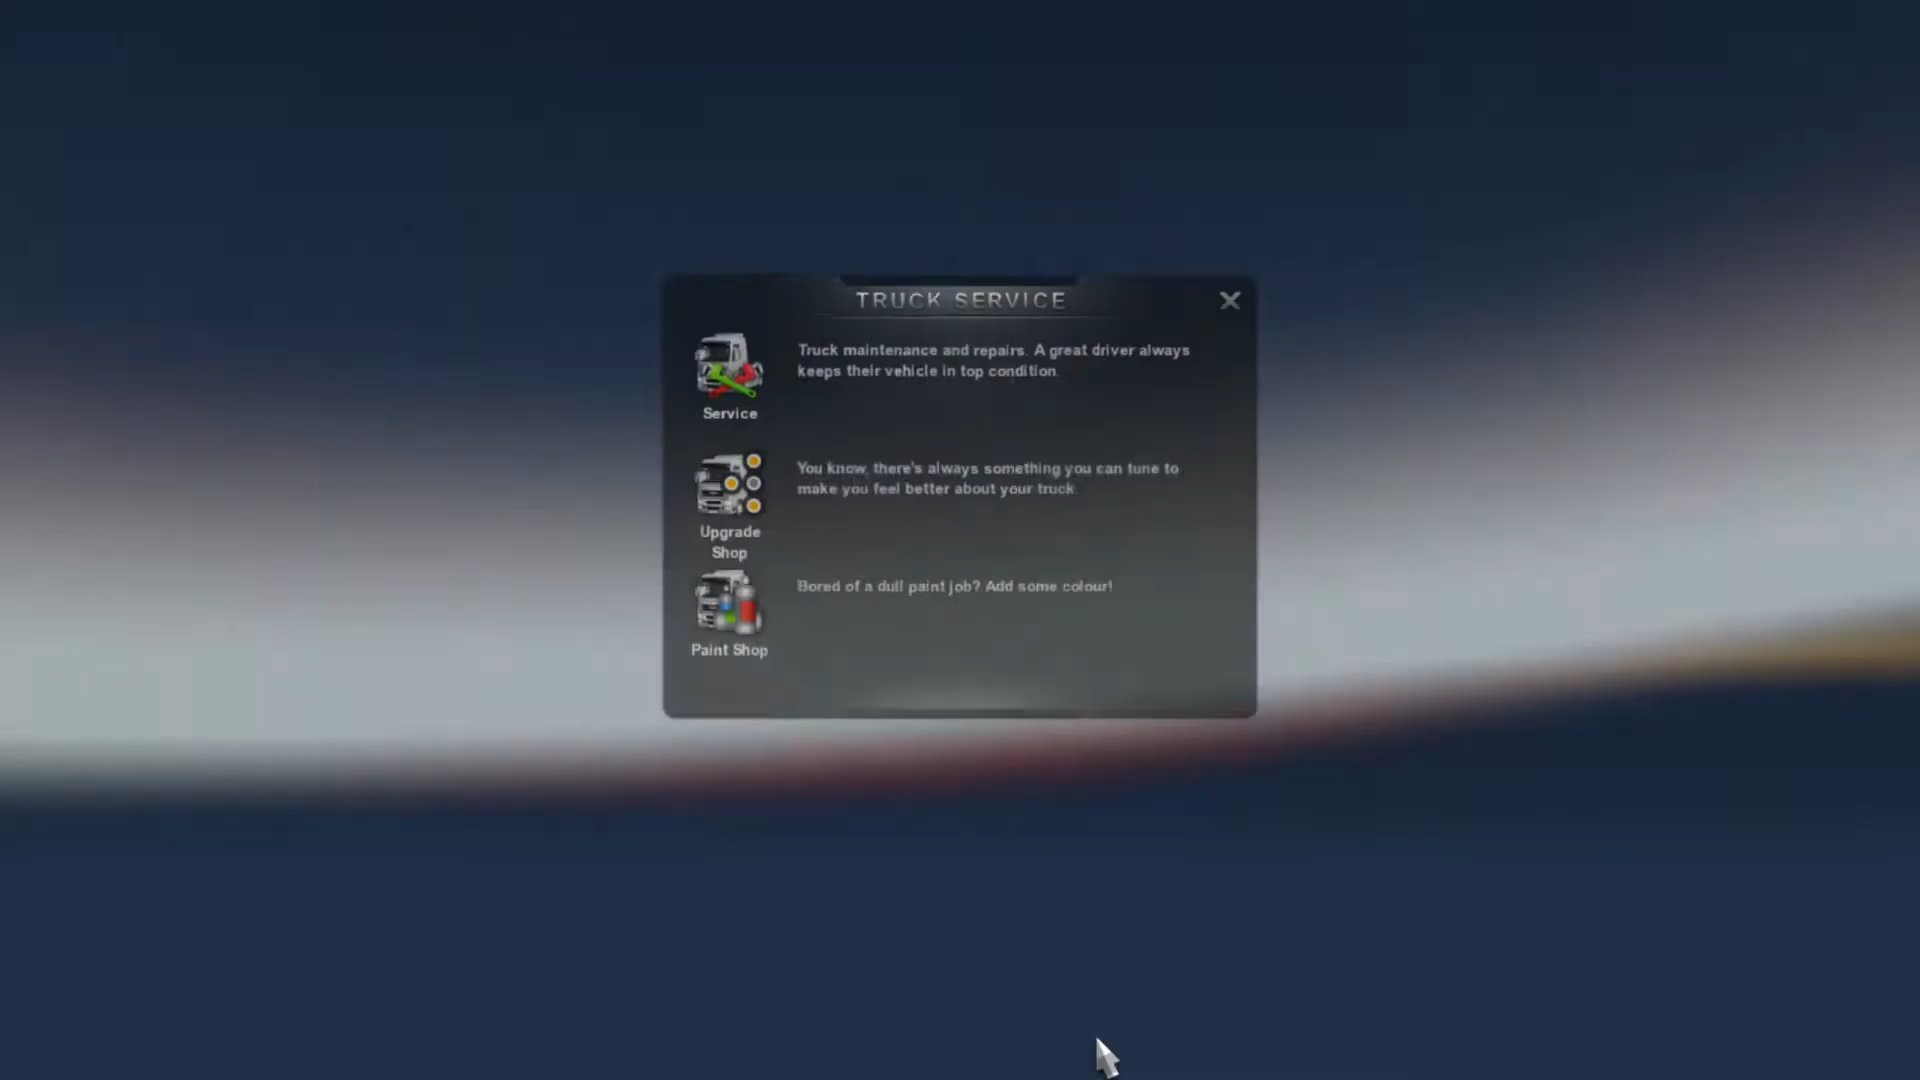 TRUCK SERVICE
Truck maintenance and repairs. A great driver always
keeps their vehicle in top condition.
Service
You know, there's always something you can tune to
make you feel better about your truck.
Upgrade
Shop
Bored of a dull paint job? Add some colour!
Paint Shop